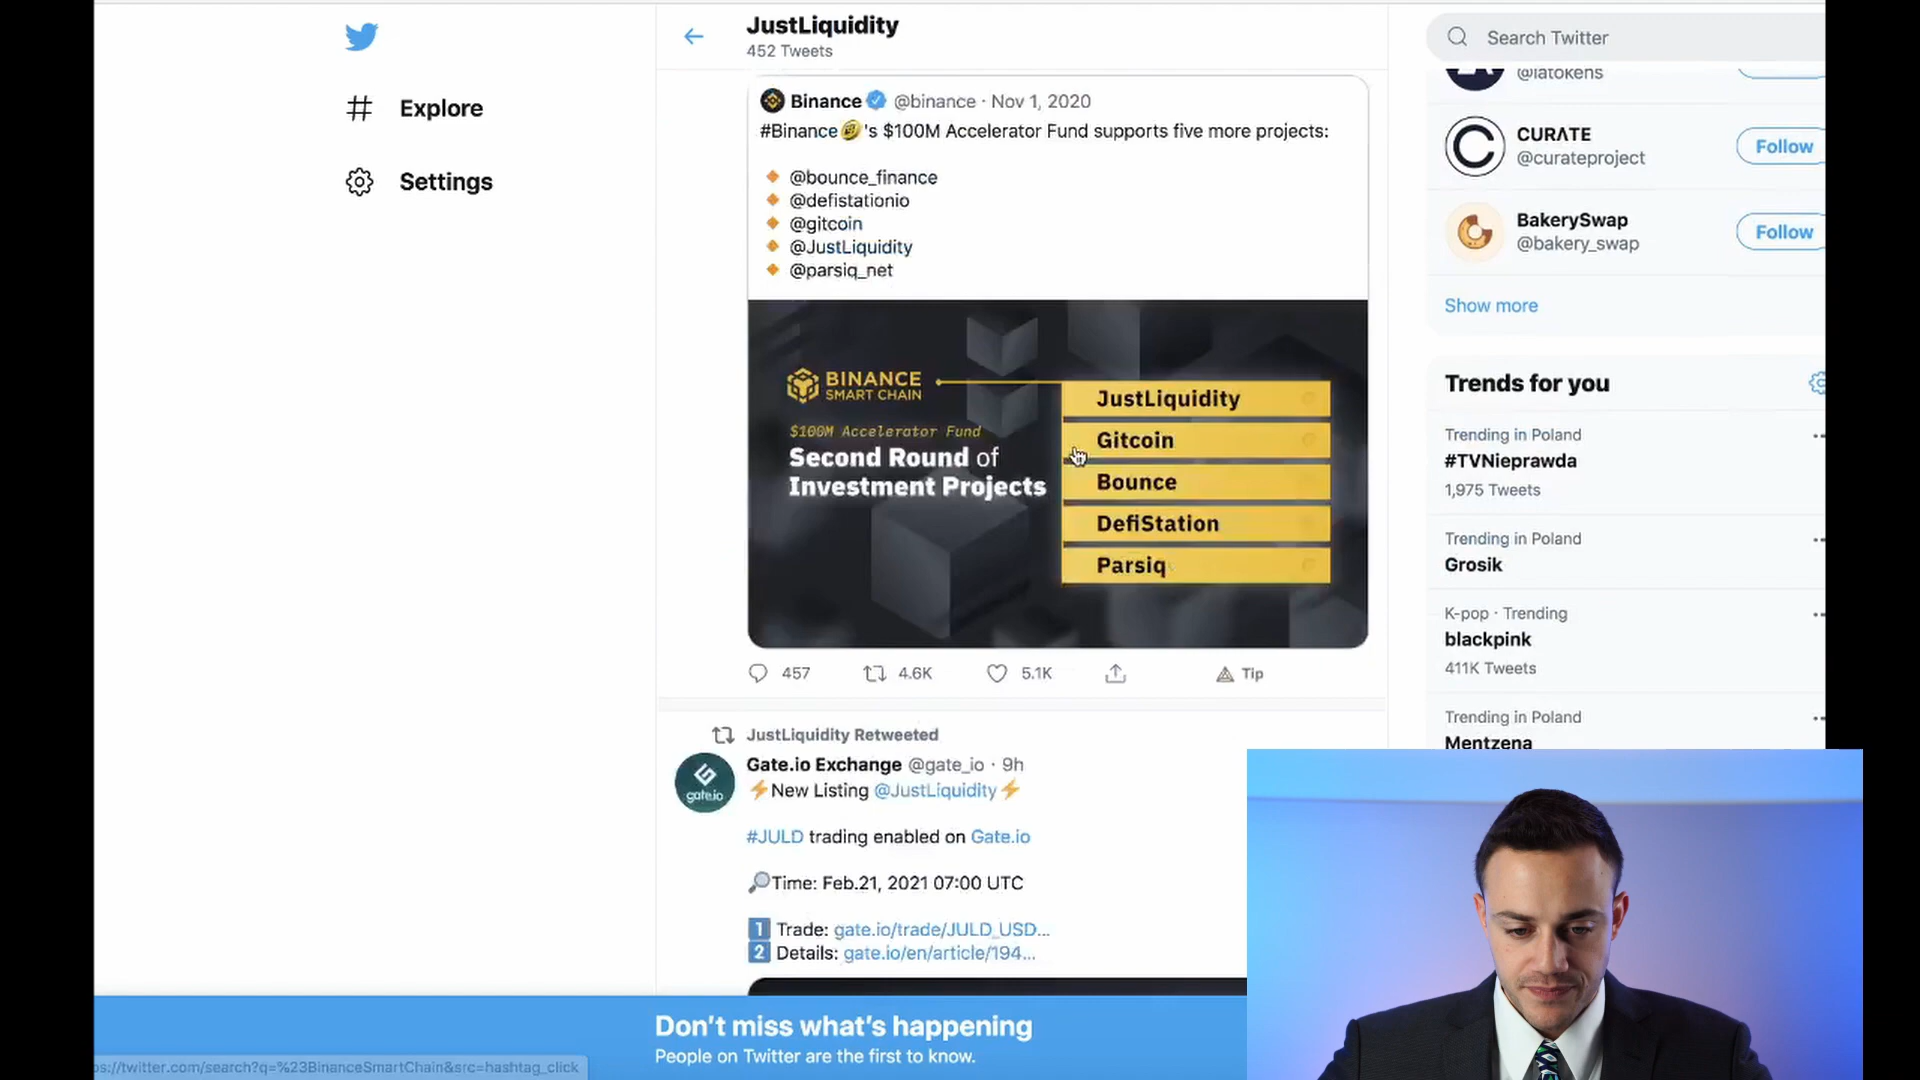 JustLiquidity
452 Tweets
Search Twitter
Explore
Settings
Binance @binance · Nov 1, 2020
#Binance's $100M Accelerator Fund supports five more projects:
@bounce_finance
@defistationio
@gitcoin
@JustLiquidity
@parsiq_net
BINANCE
SMART CHAIN
$100M Accelerator Fund
Second Round of
Investment Projects
JustLiquidity
Gitcoin
Bounce
DefiStation
Parsiq
457 4.6K 5.1K Tip
JustLiquidity Retweeted
Gate.io Exchange @gate_io · 9h
gate.io
⚡New Listing @JustLiquidity⚡
#JULD trading enabled on Gate.io
🔎Time: Feb.21, 2021 07:00 UTC
1 Trade: gate.io/trade/JULD_USD...
2 Details: gate.io/en/article/194...
@iatokens
CURΛTE
@curateproject
Follow
BakerySwap
@bakery_swap
Follow
Show more
Trends for you
Trending in Poland
#TVNieprawda
1,975 Tweets
Trending in Poland
Grosik
K-pop · Trending
blackpink
411K Tweets
Trending in Poland
Mentzena
Don't miss what's happening
People on Twitter are the first to know.
ps://twitter.com/search?q=%23BinanceSmartChain&src=hashtag_click